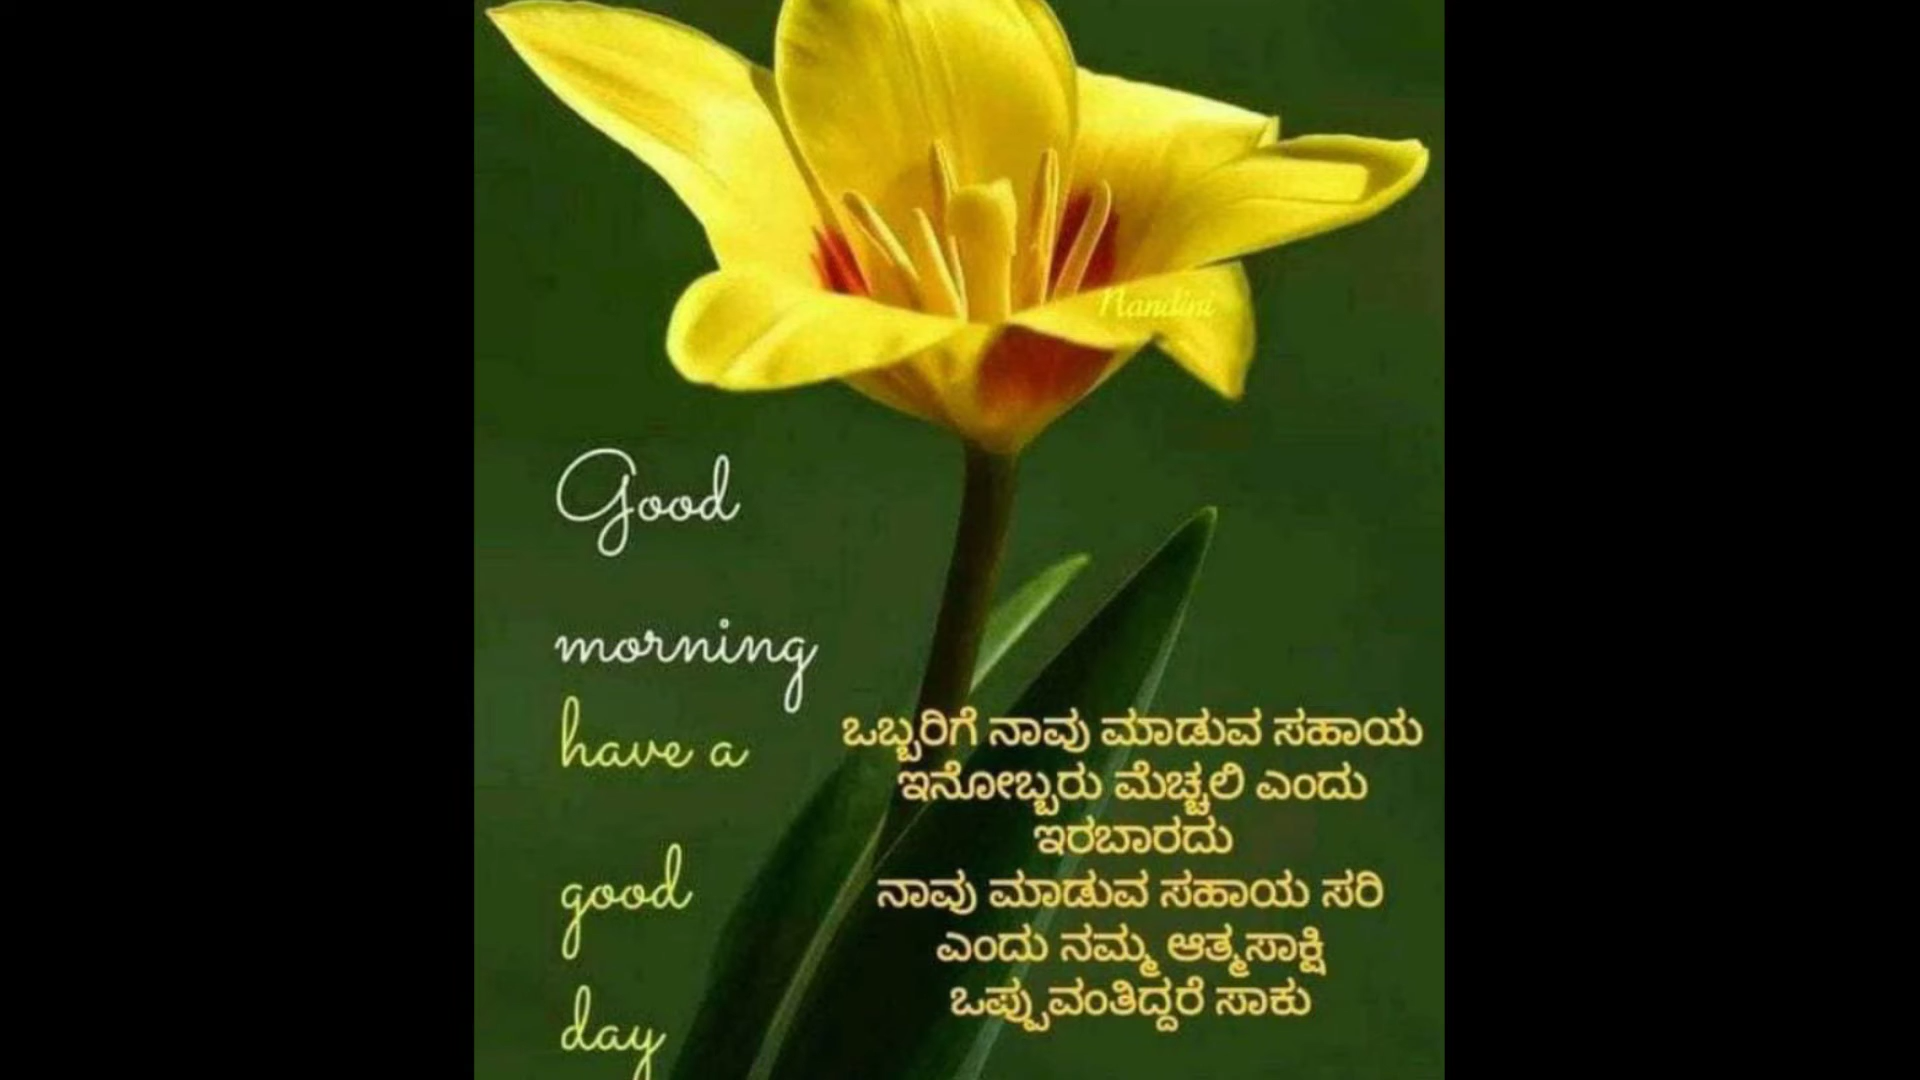 Nandini
Good
morning
have a
good
day
ಒಬ್ಬರಿಗೆ ನಾವು ಮಾಡುವ ಸಹಾಯ
ಇನೋಬ್ಬರು ಮೆಚ್ಚಲಿ ಎಂದು
ಇರಬಾರದು
ನಾವು ಮಾಡುವ ಸಹಾಯ ಸರಿ
ಎಂದು ನಮ್ಮ ಆತ್ಮಸಾಕ್ಷಿ
ಒಪ್ಪುವಂತಿದ್ದರೆ ಸಾಕು